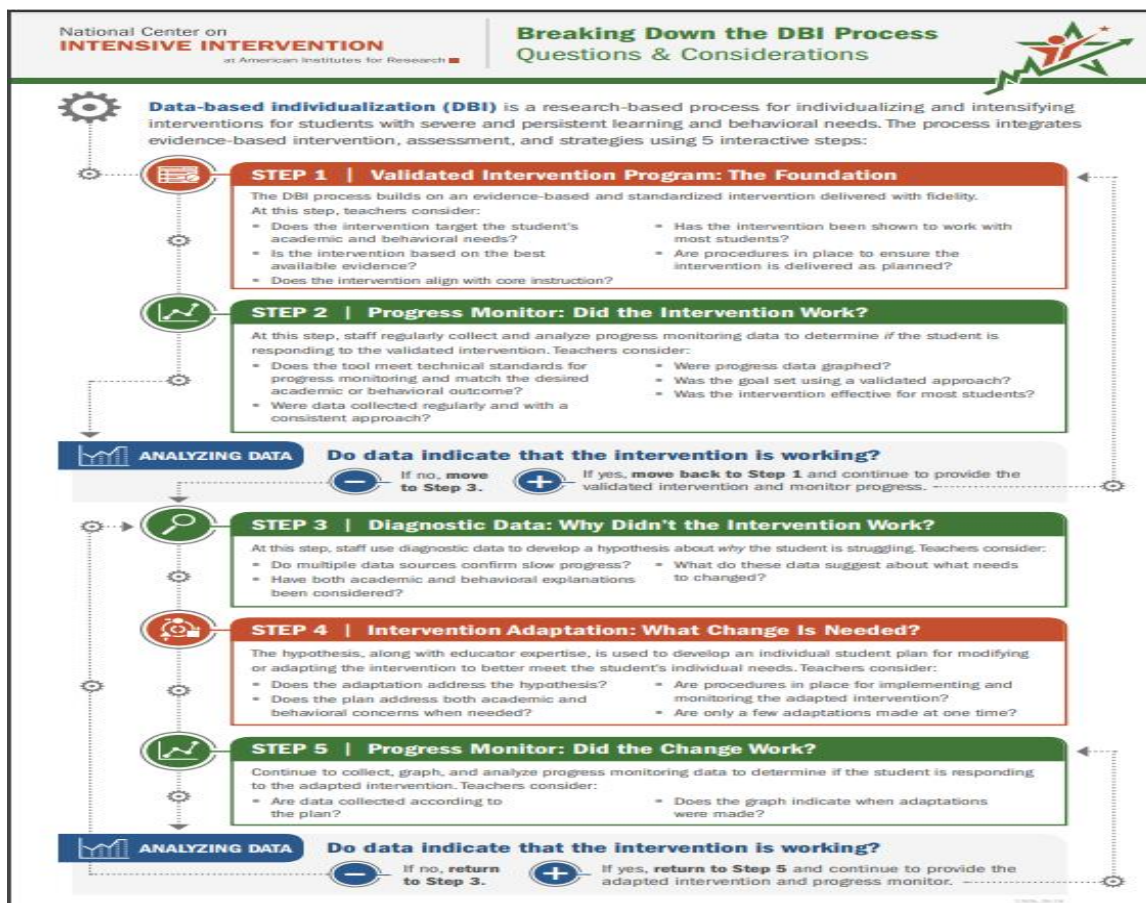 National Center on
INTENSIVE INTERVENTION
at American Institutes for Research
Breaking Down the DBI Process
Questions & Considerations
Data-based individualization (DBI) is a research-based process for individualizing and intensifying
interventions for students with severe and persistent learning and behavioral needs. The process integrates
evidence-based intervention, assessment, and strategies using 5 interactive steps:
STEP 1 | Validated Intervention Program: The Foundation
The DBI process builds on an evidence-based and standardized intervention delivered with fidelity.
At this step, teachers consider:
• Does the intervention target the student's
academic and behavioral needs?
• Is the intervention based on the best
available evidence?
• Does the intervention align with core instruction?
• Has the intervention been shown to work with
most students?
• Are procedures in place to ensure the
intervention is delivered as planned?
STEP 2 | Progress Monitor: Did the Intervention Work?
At this step, staff regularly collect and analyze progress monitoring data to determine if the student is
responding to the validated intervention. Teachers consider:
• Does the tool meet technical standards for
progress monitoring and match the desired
academic or behavioral outcome?
• Were data collected regularly and with a
consistent approach?
• Were progress data graphed?
• Was the goal set using a validated approach?
• Was the intervention effective for most students?
ANALYZING DATA
Do data indicate that the intervention is working?
If no, move
to Step 3.
If yes, move back to Step 1 and continue to provide the
validated intervention and monitor progress.
STEP 3 | Diagnostic Data: Why Didn't the Intervention Work?
At this step, staff use diagnostic data to develop a hypothesis about why the student is struggling. Teachers consider:
• Do multiple data sources confirm slow progress?
• Have both academic and behavioral explanations
been considered?
• What do these data suggest about what needs
to changed?
STEP 4 | Intervention Adaptation: What Change Is Needed?
The hypothesis, along with educator expertise, is used to develop an individual student plan for modifying
or adapting the intervention to better meet the student's individual needs. Teachers consider:
• Does the adaptation address the hypothesis?
• Does the plan address both academic and
behavioral concerns when needed?
• Are procedures in place for implementing and
monitoring the adapted intervention?
• Are only a few adaptations made at one time?
STEP 5 | Progress Monitor: Did the Change Work?
Continue to collect, graph, and analyze progress monitoring data to determine if the student is responding
to the adapted intervention. Teachers consider:
• Are data collected according to
the plan?
• Does the graph indicate when adaptations
were made?
ANALYZING DATA
Do data indicate that the intervention is working?
If no, return
to Step 3.
If yes, return to Step 5 and continue to provide the
adapted intervention and progress monitor.